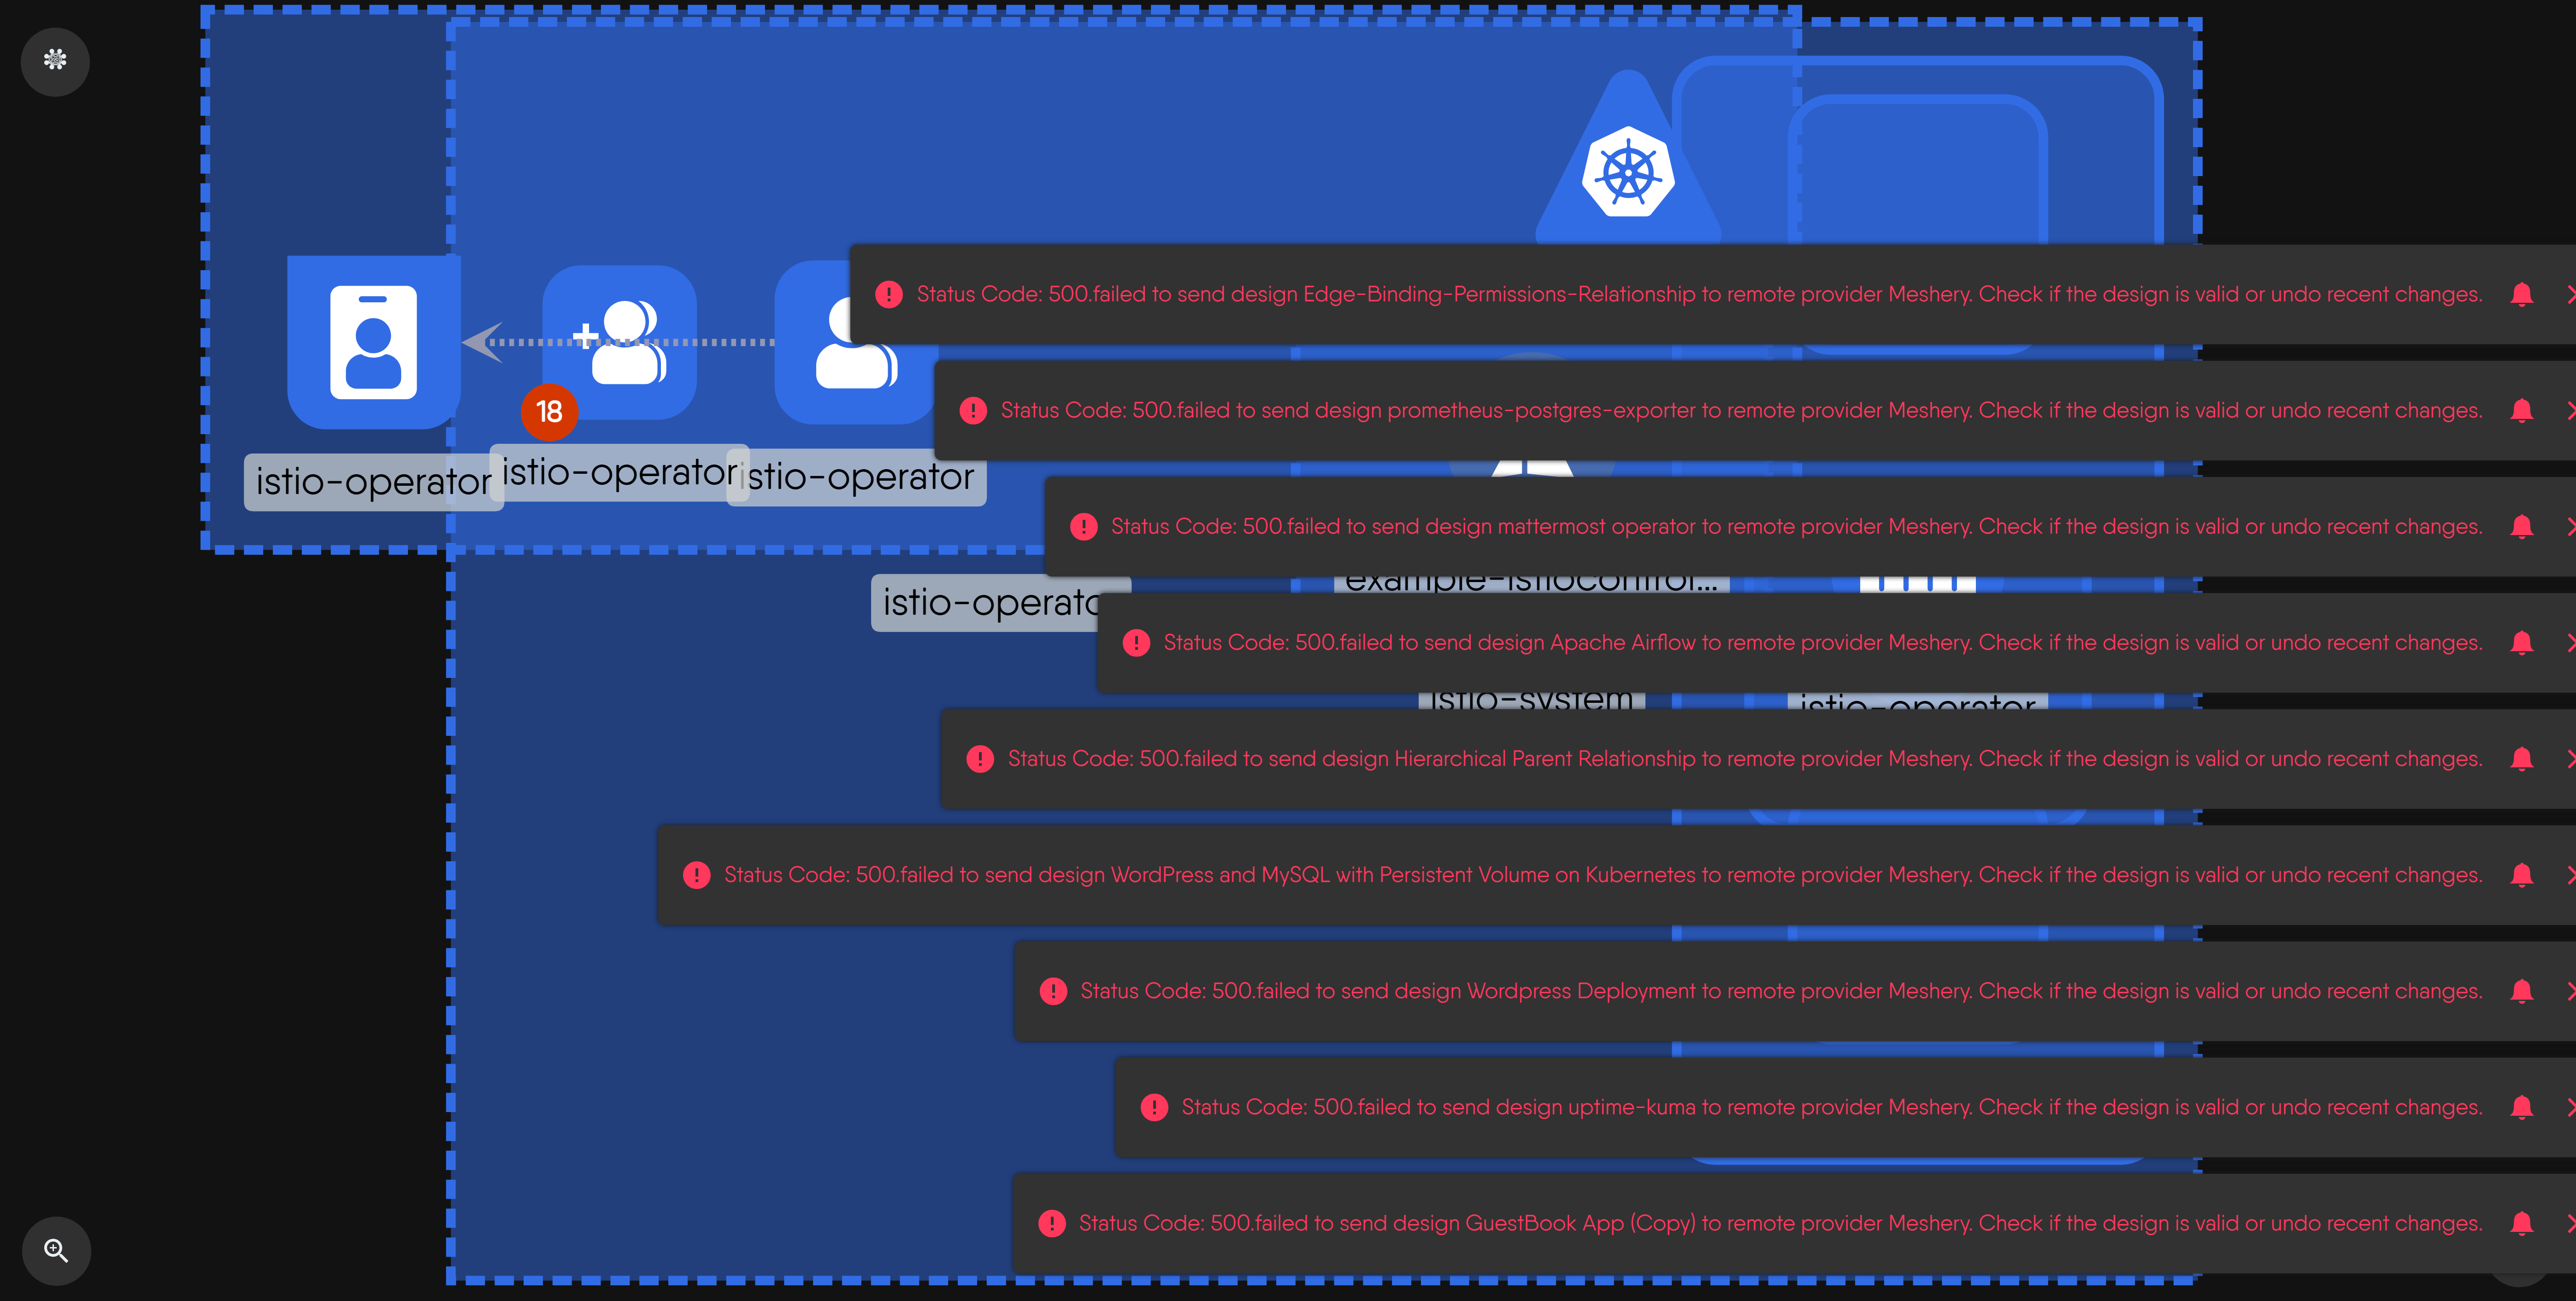 Status Code: 500.failed to send design Edge-Binding-Permissions-Relationship to remote provider Meshery. Check if the design is valid or undo recent changes.
Status Code: 500.failed to send design prometheus-postgres-exporter to remote provider Meshery. Check if the design is valid or undo recent changes.
18
istio-operator
istio-operator
istio-operator
Status Code: 500.failed to send design mattermost operator to remote provider Meshery. Check if the design is valid or undo recent changes.
example-istiocontrol...
istio-operato
Status Code: 500.failed to send design Apache Airflow to remote provider Meshery. Check if the design is valid or undo recent changes.
istio-system
istio-operator
Status Code: 500.failed to send design Hierarchical Parent Relationship to remote provider Meshery. Check if the design is valid or undo recent changes.
Status Code: 500.failed to send design WordPress and MySQL with Persistent Volume on Kubernetes to remote provider Meshery. Check if the design is valid or undo recent changes.
Status Code: 500.failed to send design Wordpress Deployment to remote provider Meshery. Check if the design is valid or undo recent changes.
Status Code: 500.failed to send design uptime-kuma to remote provider Meshery. Check if the design is valid or undo recent changes.
Status Code: 500.failed to send design GuestBook App (Copy) to remote provider Meshery. Check if the design is valid or undo recent changes.